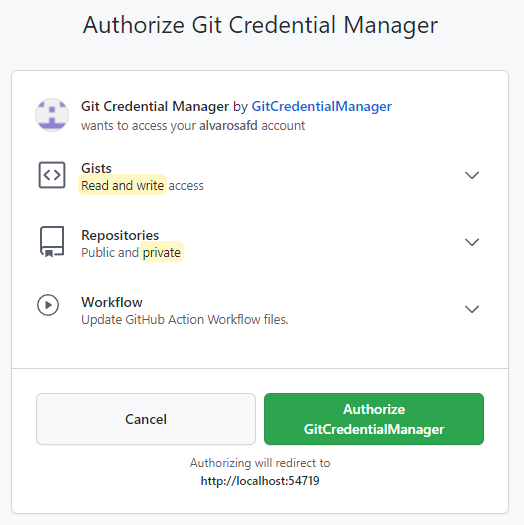 Authorize Git Credential Manager
Git Credential Manager by GitCredentialManager
wants to access your alvarosafd account
Gists
Read and write access
Repositories
Public and private
Workflow
Update GitHub Action Workflow files.
Cancel
Authorize
GitCredentialManager
Authorizing will redirect to
http://localhost:54719